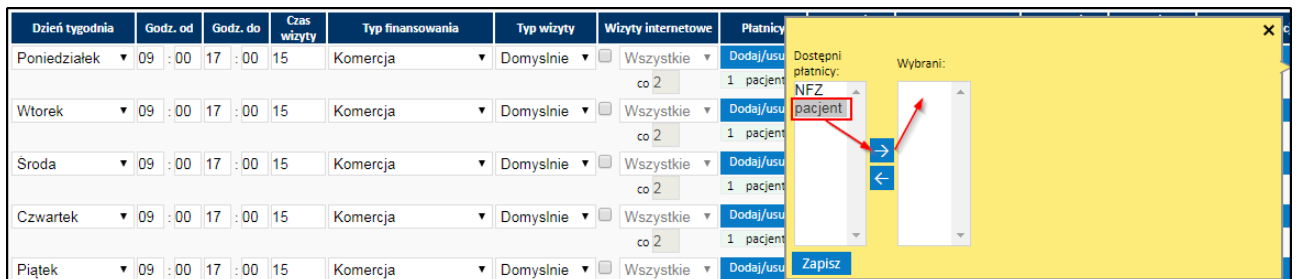 Dzień tygodnia Godz. od Godz. do Czas wizyty Typ finansowania Typ wizyty Wizyty internetowe Płatnicy
Poniedziałek 09 : 00 17 : 00 15 Komercja Domyslnie Wszystkie Dodaj/usu
co 2 1 pacjent
Wtorek 09 : 00 17 : 00 15 Komercja Domyslnie Wszystkie Dodaj/usu
co 2 1 pacjent
Środa 09 : 00 17 : 00 15 Komercja Domyslnie Wszystkie Dodaj/usu
co 2 1 pacjent
Czwartek 09 : 00 17 : 00 15 Komercja Domyslnie Wszystkie Dodaj/usu
co 2 1 pacjent
Piątek 09 : 00 17 : 00 15 Komercja Domyslnie Wszystkie Dodaj/usu
Dostępni
płatnicy:
Wybrani:
NFZ
pacjent
Zapisz